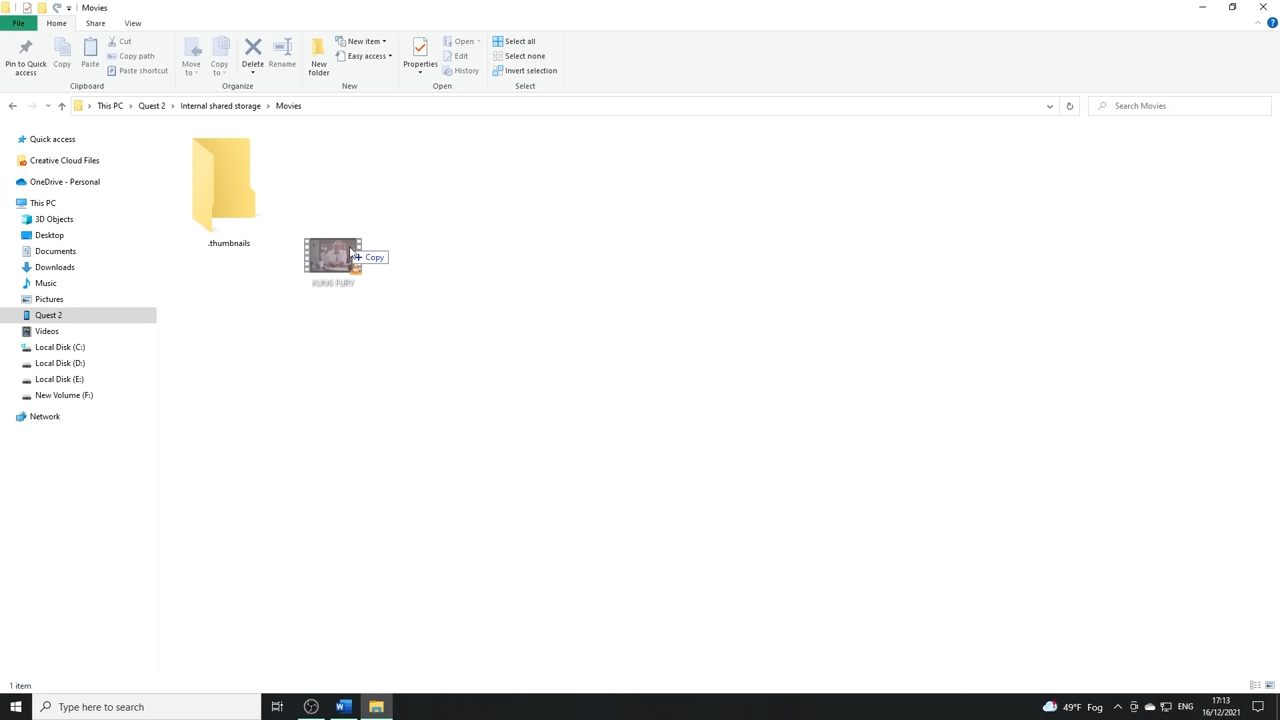 Movies
File Home Share View
Pin to Quick access
Copy
Paste
Cut
Copy path
Paste shortcut
Clipboard
Move to
Copy to
Delete
Rename
Organize
New folder
New item
Easy access
New
Properties
Open
Edit
History
Open
Select all
Select none
Invert selection
Select
This PC > Quest 2 > Internal shared storage > Movies
Search Movies
Quick access
Creative Cloud Files
OneDrive - Personal
This PC
3D Objects
Desktop
Documents
Downloads
Music
Pictures
Quest 2
Videos
Local Disk (C:)
Local Disk (D:)
Local Disk (E:)
New Volume (F:)
Network
.thumbnails
Copy
KUNG FURY
1 item
Type here to search
49°F Fog
ENG
17:13
16/12/2021